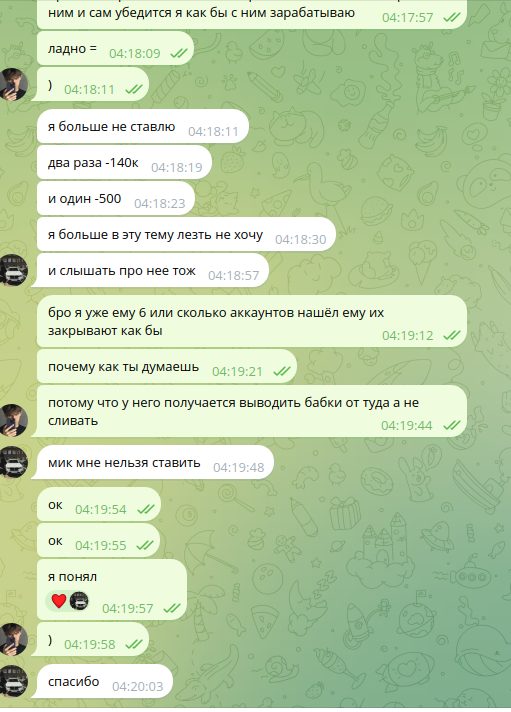 ним и сам убедится я как бы с ним зарабатываю 04:17:57
ладно = 04:18:09
) 04:18:11
я больше не ставлю 04:18:11
два раза -140к 04:18:19
и один -500 04:18:23
я больше в эту тему лезть не хочу 04:18:30
и слышать про нее тож 04:18:57
бро я уже ему 6 или сколько аккаунтов нашёл ему их
закрывают как бы 04:19:12
почему как ты думаешь 04:19:21
потому что у него получается выводить бабки от туда а не
сливать 04:19:44
мик мне нельзя ставить 04:19:48
ок 04:19:54
ок 04:19:55
я понял
04:19:57
) 04:19:58
спасибо 04:20:03